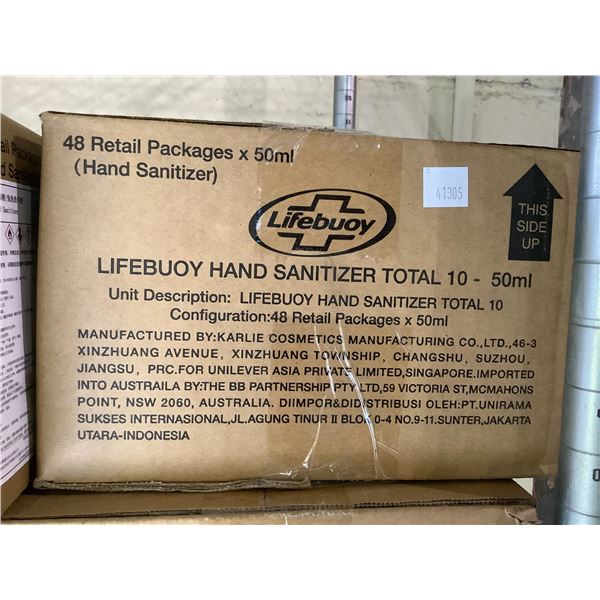 48 Retail Packages x 50ml
(Hand Sanitizer)
41305
THIS
SIDE
UP
Lifebuoy
LIFEBUOY HAND SANITIZER TOTAL 10 - 50ml
Unit Description: LIFEBUOY HAND SANITIZER TOTAL 10
Configuration:48 Retail Packages x 50ml
MANUFACTURED BY:KARLIE COSMETICS MANUFACTURING CO.,LTD.,46-3
XINZHUANG AVENUE, XINZHUANG TOWNSHIP, CHANGSHU, SUZHOU,
JIANGSU, PRC.FOR UNILEVER ASIA PRIVATE LIMITED,SINGAPORE.IMPORTED
INTO AUSTRAILA BY:THE BB PARTNERSHIP PTY LTD,59 VICTORIA ST,MCMAHONS
POINT, NSW 2060, AUSTRALIA. DIIMPOR&DIDISTRIBUSI OLEH:PT.UNIRAMA
SUKSES INTERNASIONAL,JL.AGUNG TINUR II BLOK 0-4 NO.9-11.SUNTER,JAKARTA
UTARA-INDONESIA
ail Package
d Sanitizer)